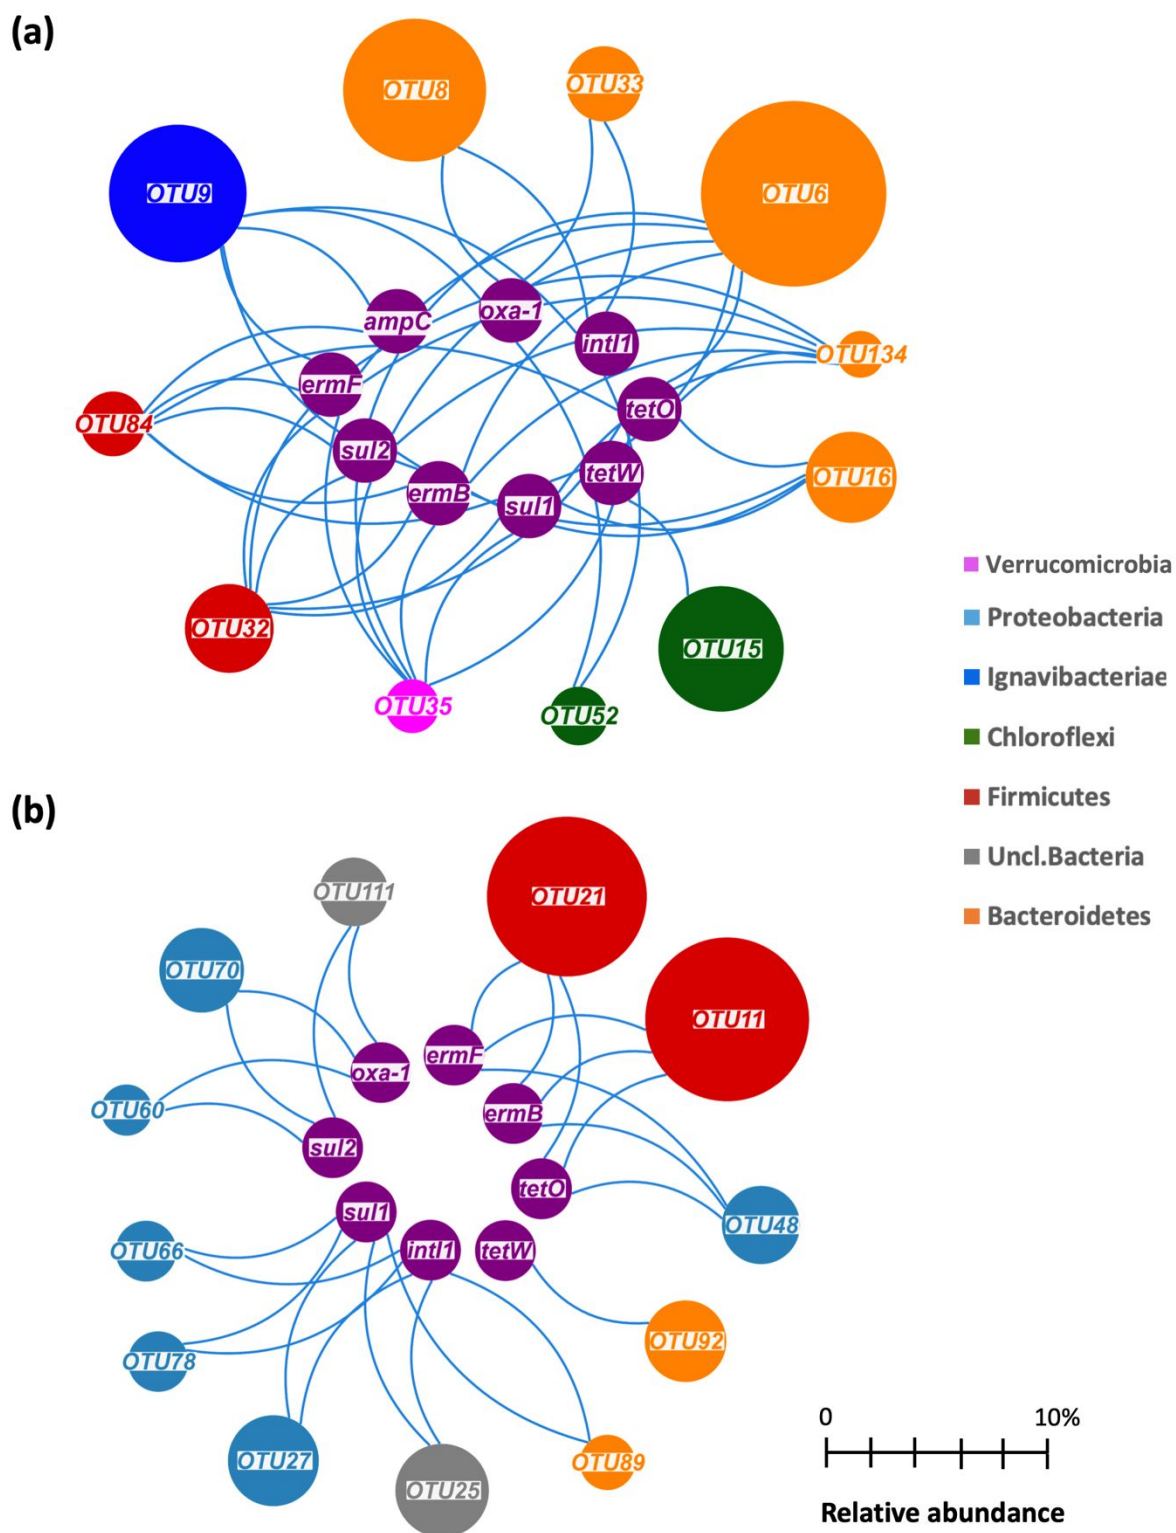 (a)
OTU8
OTU33
OTU9
OTU6
ampC
oxa-1
intI1
OTU134
ermF
tetO
OTU84
sul2
tetW
OTU16
ermB
sul1
OTU32
OTU15
OTU35
OTU52
Verrucomicrobia
Proteobacteria
Ignavibacteriae
Chloroflexi
Firmicutes
Uncl.Bacteria
Bacteroidetes
(b)
OTU111
OTU21
OTU70
OTU11
ermF
oxa-1
OTU60
ermB
sul2
tetO
sul1
OTU48
OTU66
intI1
tetW
OTU92
OTU78
OTU27
OTU89
OTU25
0 10%
Relative abundance